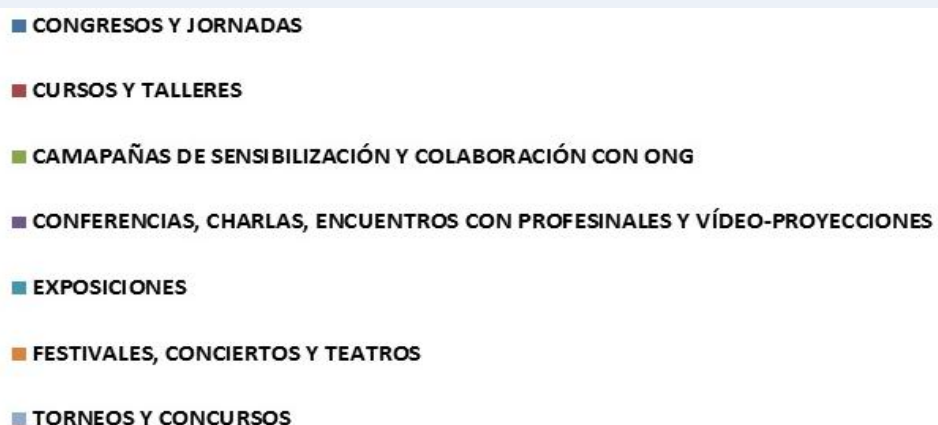 CONGRESOS Y JORNADAS
CURSOS Y TALLERES
CAMAPAÑAS DE SENSIBILIZACIÓN Y COLABORACIÓN CON ONG
CONFERENCIAS, CHARLAS, ENCUENTROS CON PROFESINALES Y VÍDEO-PROYECCIONES
EXPOSICIONES
FESTIVALES, CONCIERTOS Y TEATROS
TORNEOS Y CONCURSOS